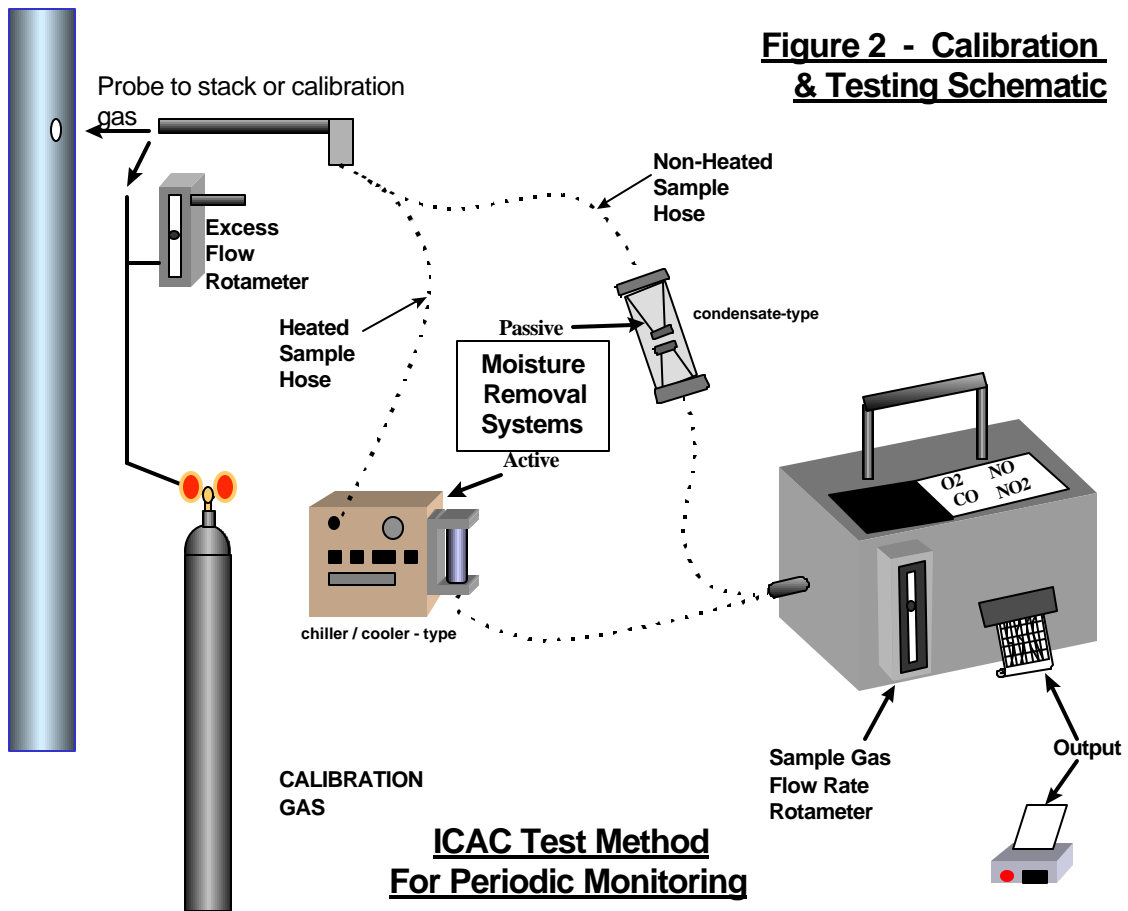 Figure 2 - Calibration
& Testing Schematic
Probe to stack or calibration
gas
Non-Heated
Sample
Hose
Excess
Flow
Rotameter
Heated
Sample
Hose
Passive
condensate-type
Moisture
Removal
Systems
Active
O2 NO
CO NO2
chiller / cooler - type
Sample Gas
Flow Rate
Rotameter
Output
CALIBRATION
GAS
ICAC Test Method
For Periodic Monitoring